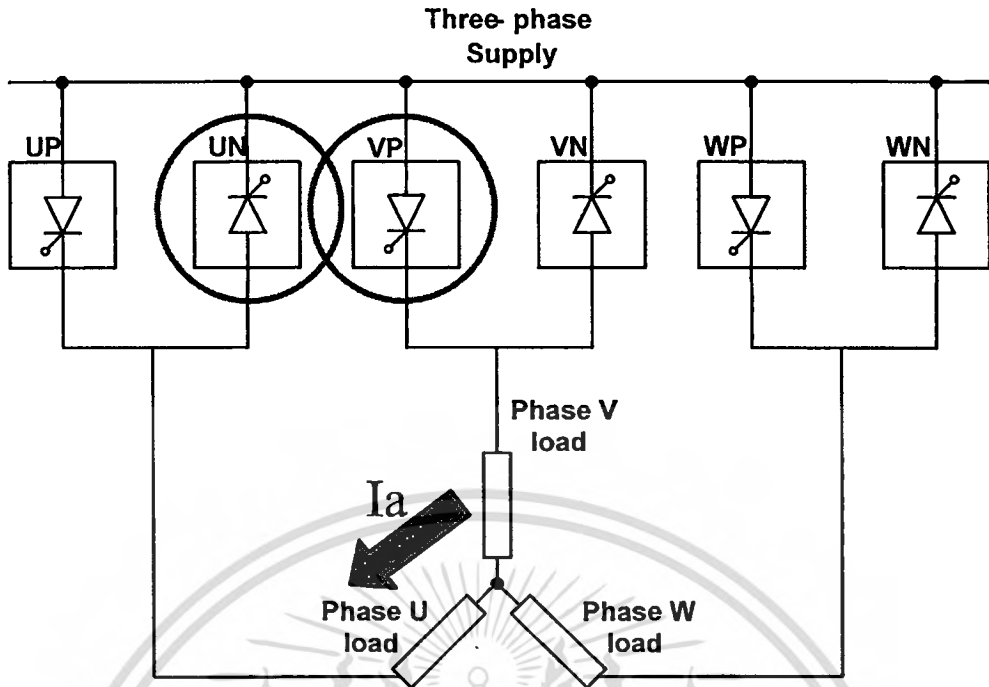 Three- phase
Supply
UP
UN
VP
VN
WP
WN
Phase V
load
Ia
Phase U
load
Phase W
load